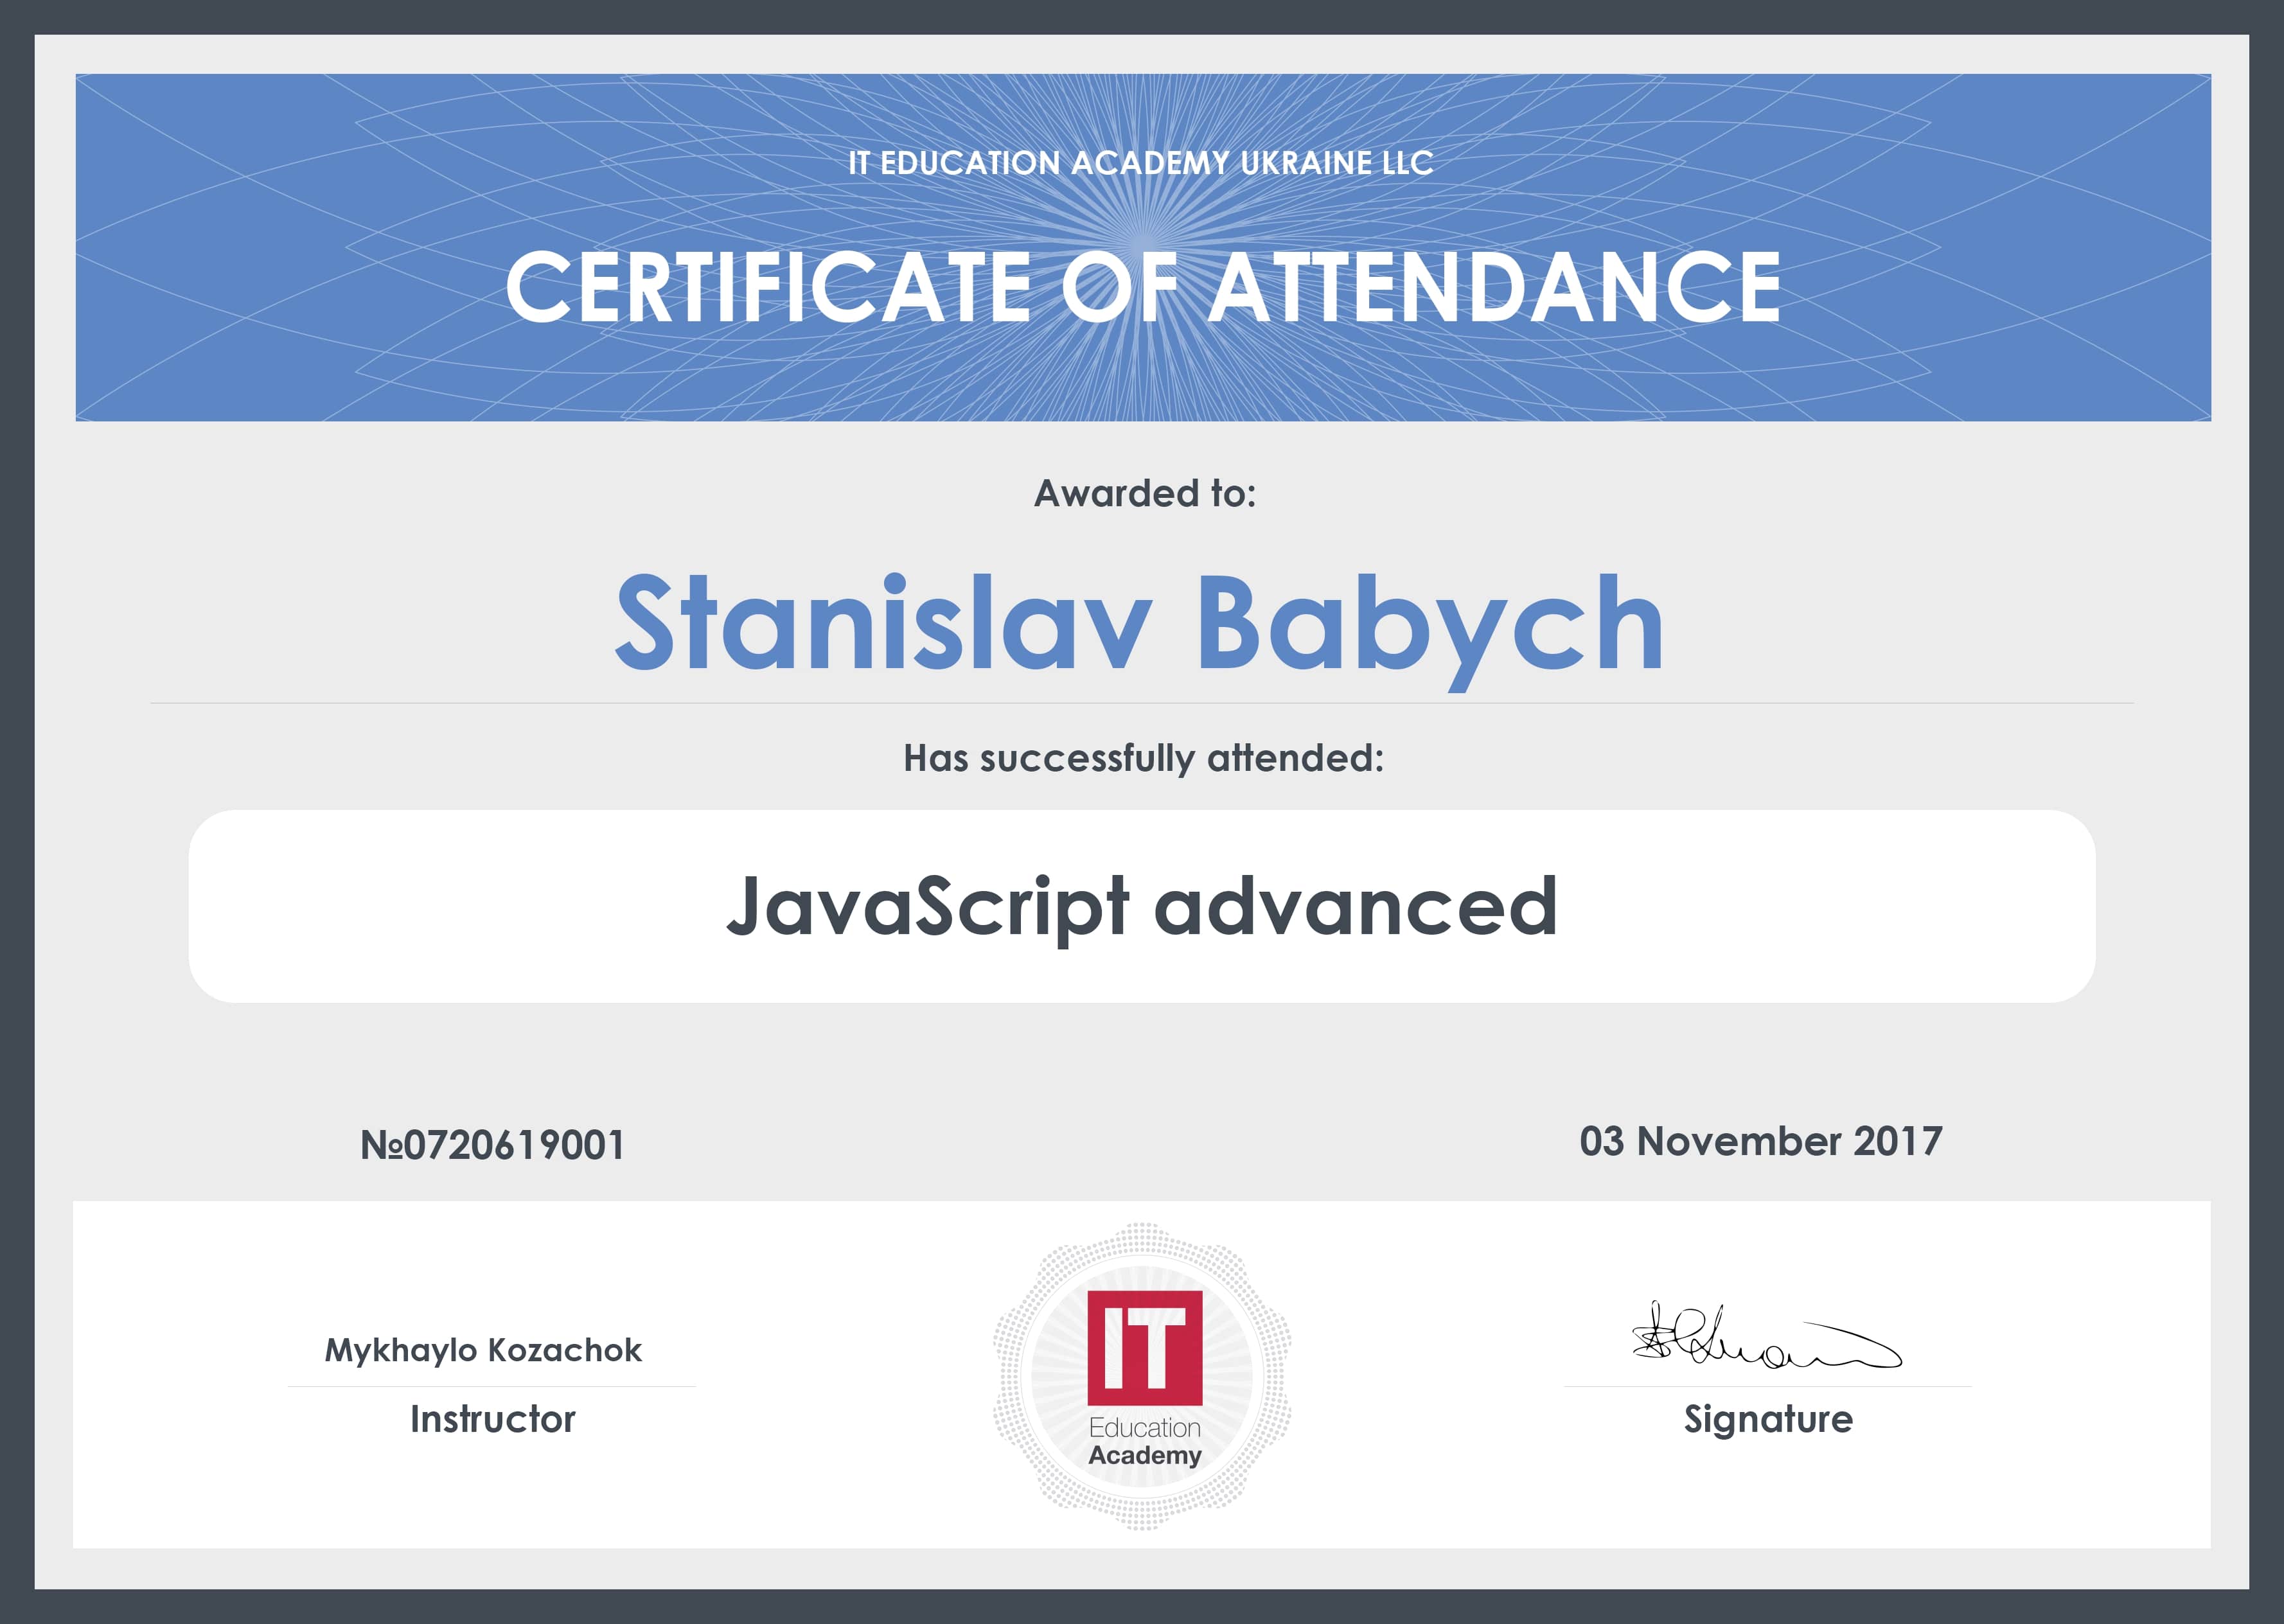 IT EDUCATION ACADEMY UKRAINE LLC
CERTIFICATE OF ATTENDANCE
Awarded to:
Stanislav Babych
Has successfully attended:
JavaScript advanced
№0720619001
03 November 2017
Mykhaylo Kozachok
Instructor
IT
Education
Academy
Signature